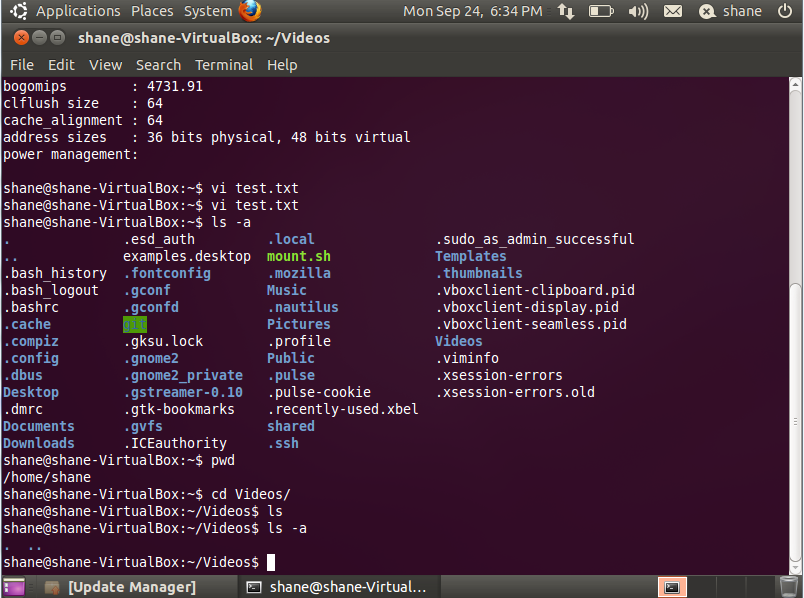 Applications Places System Mon Sep 24, 6:34 PM shane
shane@shane-VirtualBox: ~/Videos
File Edit View Search Terminal Help
bogomips        : 4731.91
clflush size    : 64
cache_alignment : 64
address sizes   : 36 bits physical, 48 bits virtual
power management:
shane@shane-VirtualBox:~$ vi test.txt
shane@shane-VirtualBox:~$ vi test.txt
shane@shane-VirtualBox:~$ ls -a
.              .esd_auth         .local              .sudo_as_admin_successful
..             examples.desktop  mount.sh            Templates
.bash_history  .fontconfig       .mozilla            .thumbnails
.bash_logout   .gconf            Music               .vboxclient-clipboard.pid
.bashrc        .gconfd           .nautilus           .vboxclient-display.pid
.cache         git               Pictures            .vboxclient-seamless.pid
.compiz        .gksu.lock        .profile            Videos
.config        .gnome2           Public              .viminfo
.dbus          .gnome2_private   .pulse              .xsession-errors
Desktop        .gstreamer-0.10   .pulse-cookie       .xsession-errors.old
.dmrc          .gtk-bookmarks    .recently-used.xbel
Documents      .gvfs             shared
Downloads      .ICEauthority     .ssh
shane@shane-VirtualBox:~$ pwd
/home/shane
shane@shane-VirtualBox:~$ cd Videos/
shane@shane-VirtualBox:~/Videos$ ls
shane@shane-VirtualBox:~/Videos$ ls -a
.  ..
shane@shane-VirtualBox:~/Videos$
[Update Manager] shane@shane-Virtual...